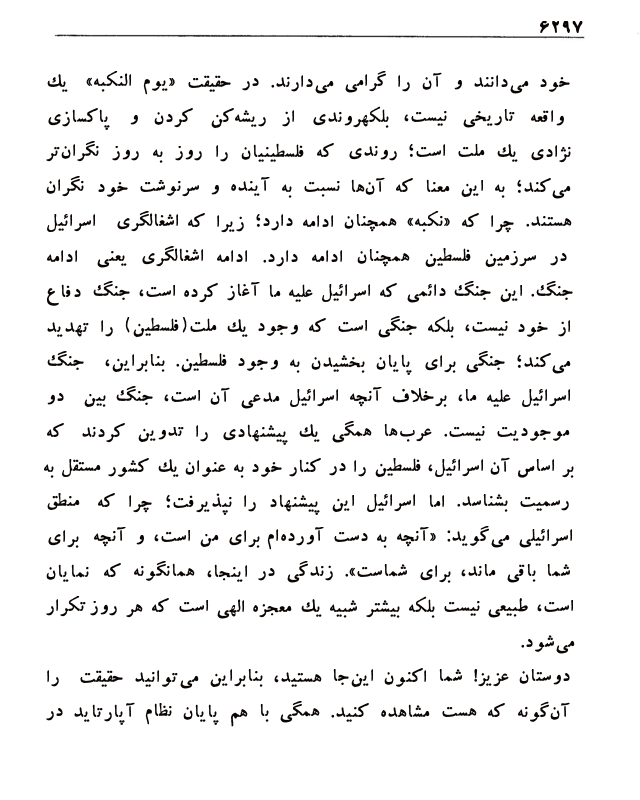 ۶۲۹۷
خود می‌دانند و آن را گرامی می‌دارند. در حقیقت «یوم النکبه» یك
واقعه تاریخی نیست، بلکهروندی از ریشه‌کن کردن و پاکسازی
نژادی یك ملت است؛ روندی که فلسطینیان را روز به روز نگران‌تر
می‌کند؛ به این معنا که آن‌ها نسبت به آینده و سرنوشت خود نگران
هستند. چرا که «نکبه» همچنان ادامه دارد؛ زیرا که اشغالگری اسرائیل
در سرزمین فلسطین همچنان ادامه دارد. ادامه اشغالگری یعنی ادامه
جنگ. این جنگ دائمی که اسرائیل علیه ما آغاز کرده است، جنگ دفاع
از خود نیست، بلکه جنگی است که وجود یك ملت(فلسطین) را تهدید
می‌کند؛ جنگی برای پایان بخشیدن به وجود فلسطین. بنابراین، جنگ
اسرائیل علیه ما، برخلاف آنچه اسرائیل مدعی آن است، جنگ بین دو
موجودیت نیست. عرب‌ها همگی یك پیشنهادی را تدوین کردند که
بر اساس آن اسرائیل، فلسطین را در کنار خود به عنوان یك کشور مستقل به
رسمیت بشناسد. اما اسرائیل این پیشنهاد را نپذیرفت؛ چرا که منطق
اسرائیلی می‌گوید: «آنچه به دست آورده‌ام برای من است، و آنچه برای
شما باقی ماند، برای شماست». زندگی در اینجا، همانگونه که نمایان
است، طبیعی نیست بلکه بیشتر شبیه یك معجزه الهی است که هر روز تکرار
می‌شود.
دوستان عزیز! شما اکنون این‌جا هستید، بنابراین می‌توانید حقیقت را
آن‌گونه که هست مشاهده کنید. همگی با هم پایان نظام آپارتاید در